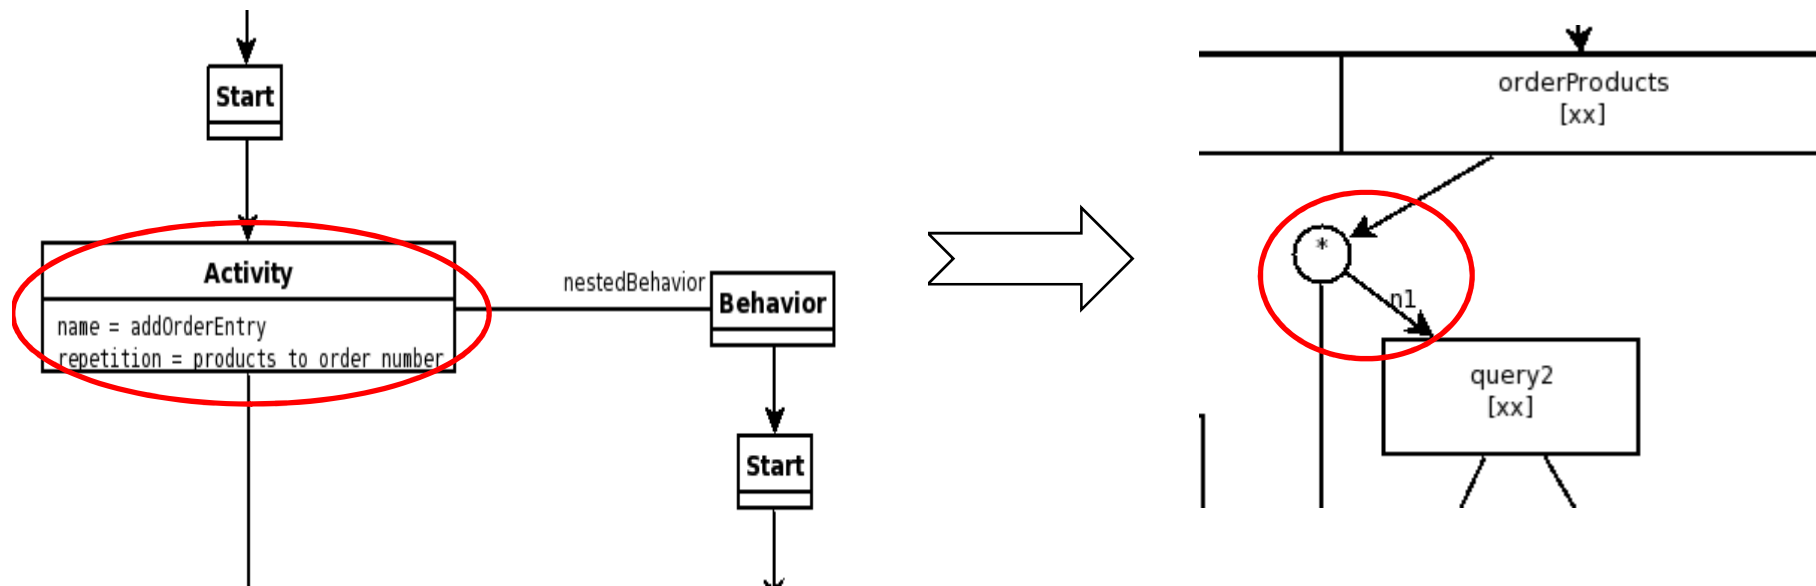 Start
Activity
name = addOrderEntry
repetition = products to order number
nestedBehavior
Behavior
Start
orderProducts
[xx]
*
n1
query2
[xx]